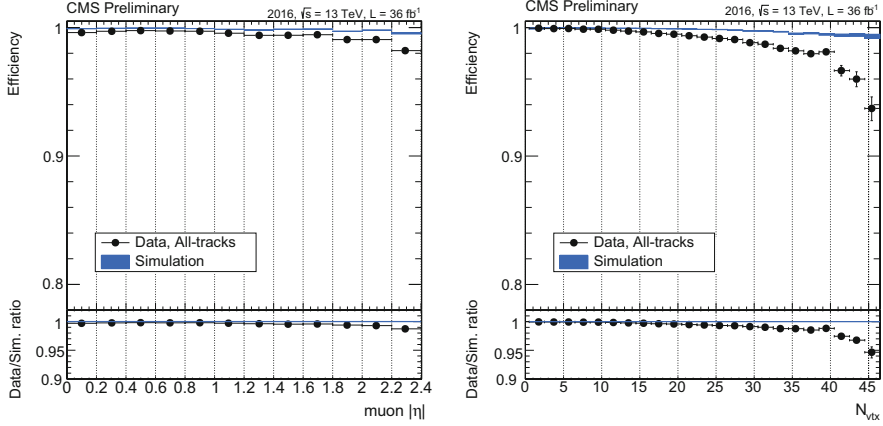 CMS Preliminary
2016, √s = 13 TeV, L = 36 fb⁻¹
Efficiency
1
0.9
0.8
Data, All-tracks
Simulation
Data/Sim. ratio
1
0.95
0.9
0 0.2 0.4 0.6 0.8 1 1.2 1.4 1.6 1.8 2 2.2 2.4
muon |η|
CMS Preliminary
2016, √s = 13 TeV, L = 36 fb⁻¹
Efficiency
1
0.9
0.8
Data, All-tracks
Simulation
Data/Sim. ratio
1
0.95
0.9
0 5 10 15 20 25 30 35 40 45
N_vtx